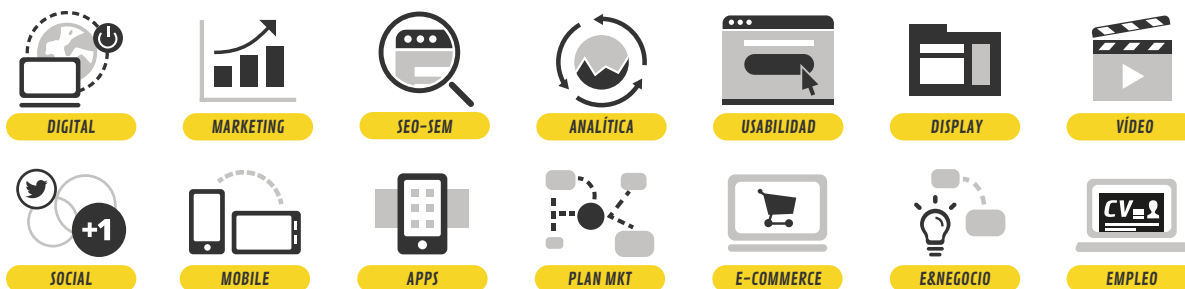 DIGITAL
MARKETING
SEO-SEM
ANALÍTICA
USABILIDAD
DISPLAY
VÍDEO
+1
CV
SOCIAL
MOBILE
APPS
PLAN MKT
E-COMMERCE
E&NEGOCIO
EMPLEO